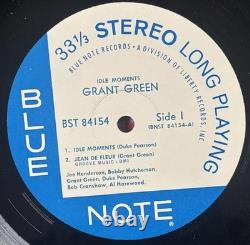 33⅓ STEREO LONG PLAYING
BLUE NOTE RECORDS • A DIVISION OF LIBERTY RECORDS, INC.
IDLE MOMENTS
GRANT GREEN
BST 84154
Side 1
(BNST 84154-A)
1. IDLE MOMENTS (Duke Pearson)
2. JEAN DE FLEUR (Grant Green)
GROOVE MUSIC - BMI
Joe Henderson, Bobby Hutcherson,
Grant Green, Duke Pearson,
Bob Cranshaw, Al Harewood.
BLUE
NOTE